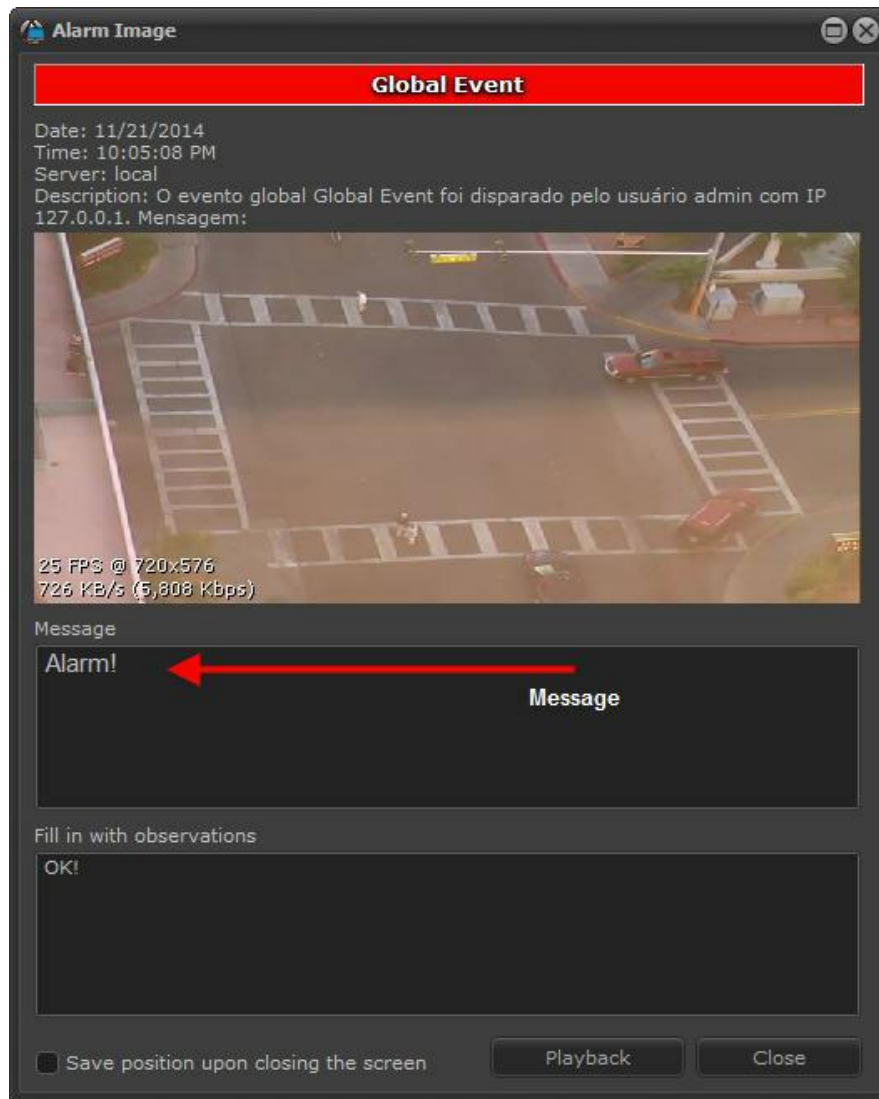 Alarm Image
Global Event
Date: 11/21/2014
Time: 10:05:08 PM
Server: local
Description: O evento global Global Event foi disparado pelo usuário admin com IP
127.0.0.1. Mensagem:
25 FPS @ 720x576
726 KB/s (5,808 Kbps)
Message
Alarm!
Message
Fill in with observations
OK!
Save position upon closing the screen
Playback
Close